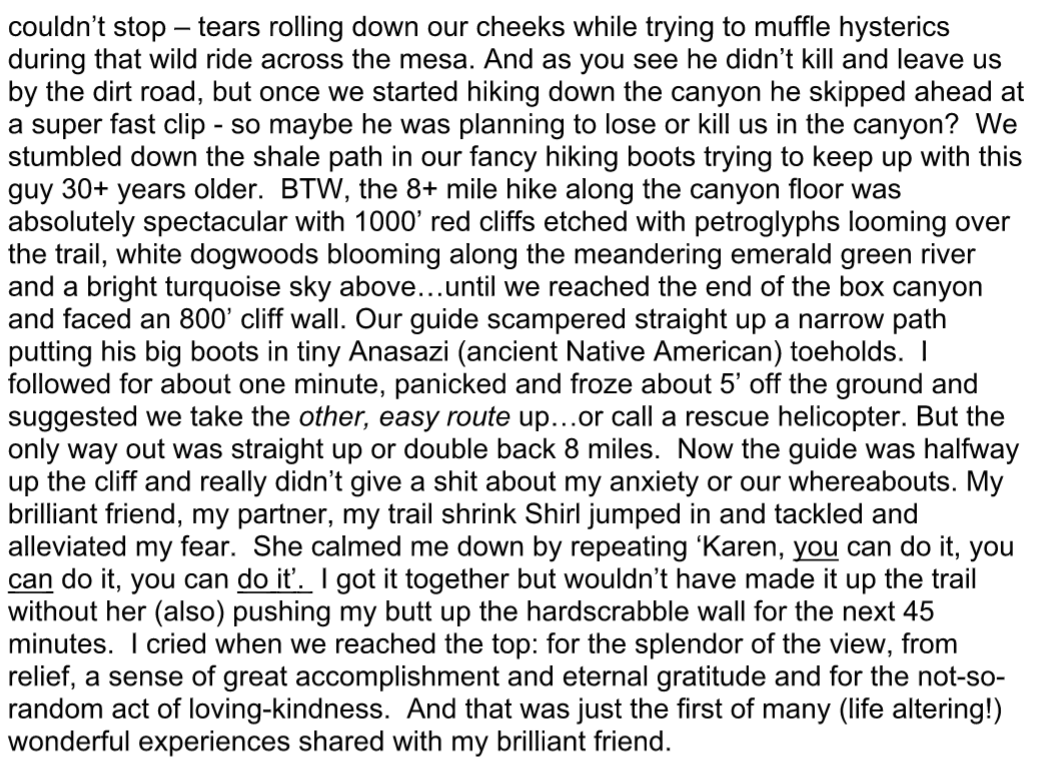 couldn’t stop – tears rolling down our cheeks while trying to muffle hysterics
during that wild ride across the mesa. And as you see he didn’t kill and leave us
by the dirt road, but once we started hiking down the canyon he skipped ahead at
a super fast clip - so maybe he was planning to lose or kill us in the canyon?  We
stumbled down the shale path in our fancy hiking boots trying to keep up with this
guy 30+ years older.  BTW, the 8+ mile hike along the canyon floor was
absolutely spectacular with 1000’ red cliffs etched with petroglyphs looming over
the trail, white dogwoods blooming along the meandering emerald green river
and a bright turquoise sky above…until we reached the end of the box canyon
and faced an 800’ cliff wall. Our guide scampered straight up a narrow path
putting his big boots in tiny Anasazi (ancient Native American) toeholds.  I
followed for about one minute, panicked and froze about 5’ off the ground and
suggested we take the other, easy route up…or call a rescue helicopter. But the
only way out was straight up or double back 8 miles.  Now the guide was halfway
up the cliff and really didn’t give a shit about my anxiety or our whereabouts. My
brilliant friend, my partner, my trail shrink Shirl jumped in and tackled and
alleviated my fear.  She calmed me down by repeating ‘Karen, you can do it, you
can do it, you can do it’.  I got it together but wouldn’t have made it up the trail
without her (also) pushing my butt up the hardscrabble wall for the next 45
minutes.  I cried when we reached the top: for the splendor of the view, from
relief, a sense of great accomplishment and eternal gratitude and for the not-so-
random act of loving-kindness.  And that was just the first of many (life altering!)
wonderful experiences shared with my brilliant friend.